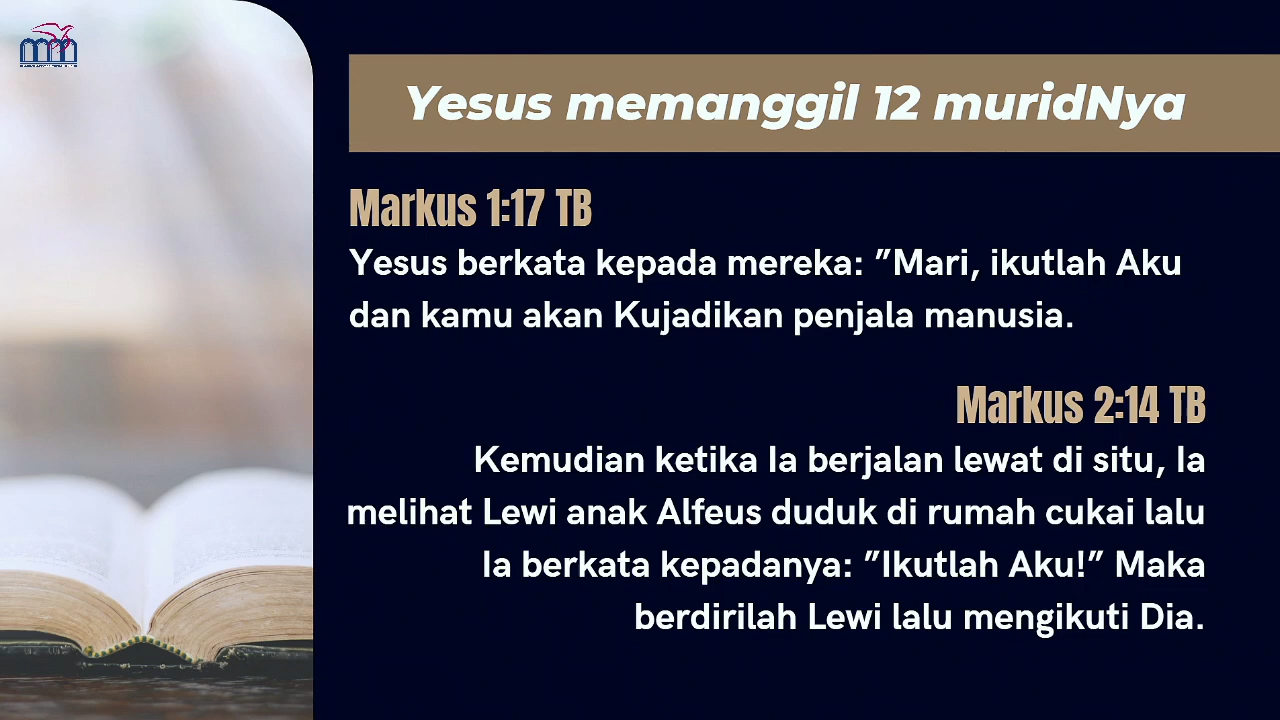 Yesus memanggil 12 muridNya
Markus 1:17 TB
Yesus berkata kepada mereka: ”Mari, ikutlah Aku
dan kamu akan Kujadikan penjala manusia.
Markus 2:14 TB
Kemudian ketika Ia berjalan lewat di situ, Ia
melihat Lewi anak Alfeus duduk di rumah cukai lalu
Ia berkata kepadanya: ”Ikutlah Aku!” Maka
berdirilah Lewi lalu mengikuti Dia.